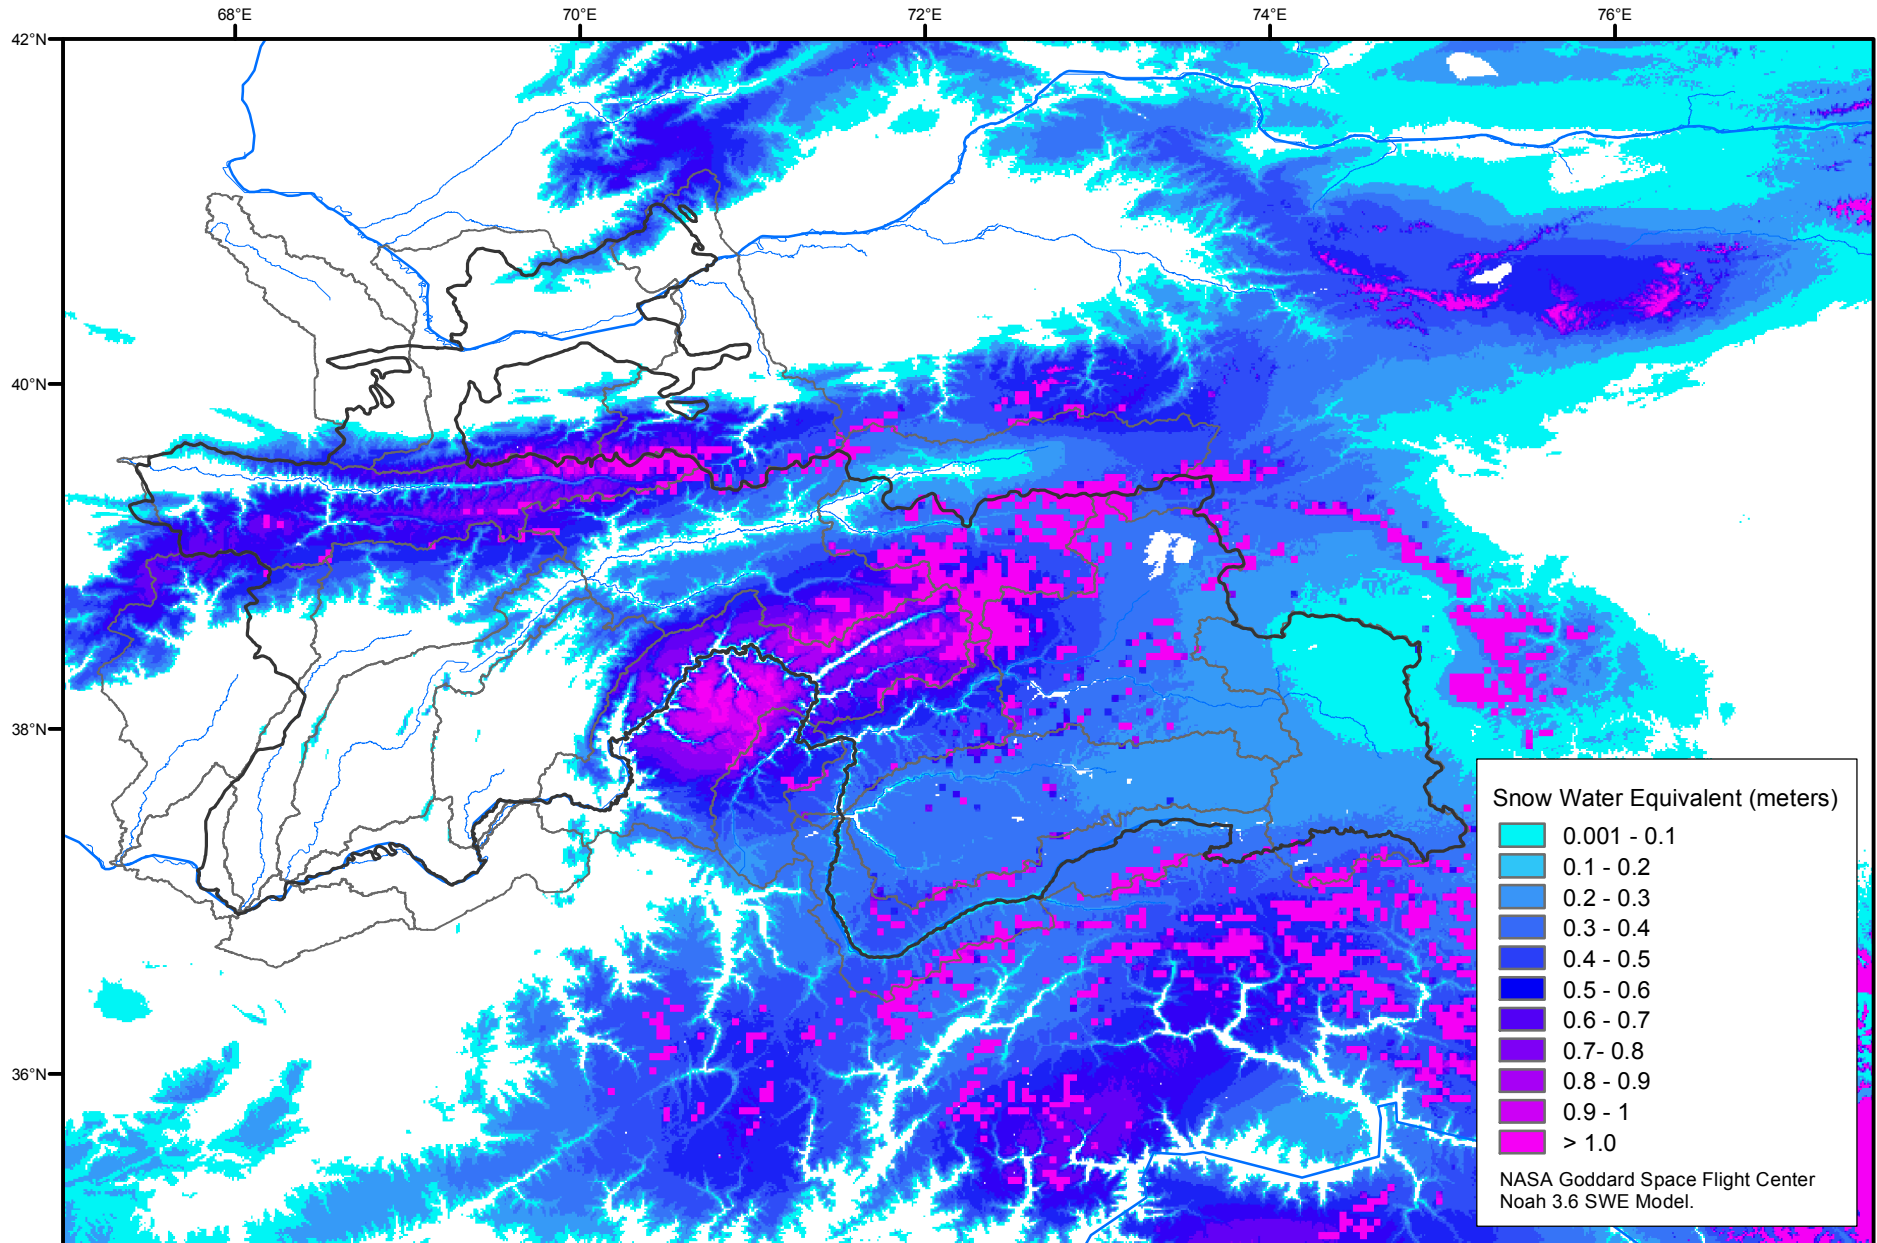 68°E 70°E 72°E 74°E 76°E
42°N
40°N
38°N
36°N
Snow Water Equivalent (meters)
0.001 - 0.1
0.1 - 0.2
0.2 - 0.3
0.3 - 0.4
0.4 - 0.5
0.5 - 0.6
0.6 - 0.7
0.7- 0.8
0.8 - 0.9
0.9 - 1
> 1.0
NASA Goddard Space Flight Center
Noah 3.6 SWE Model.